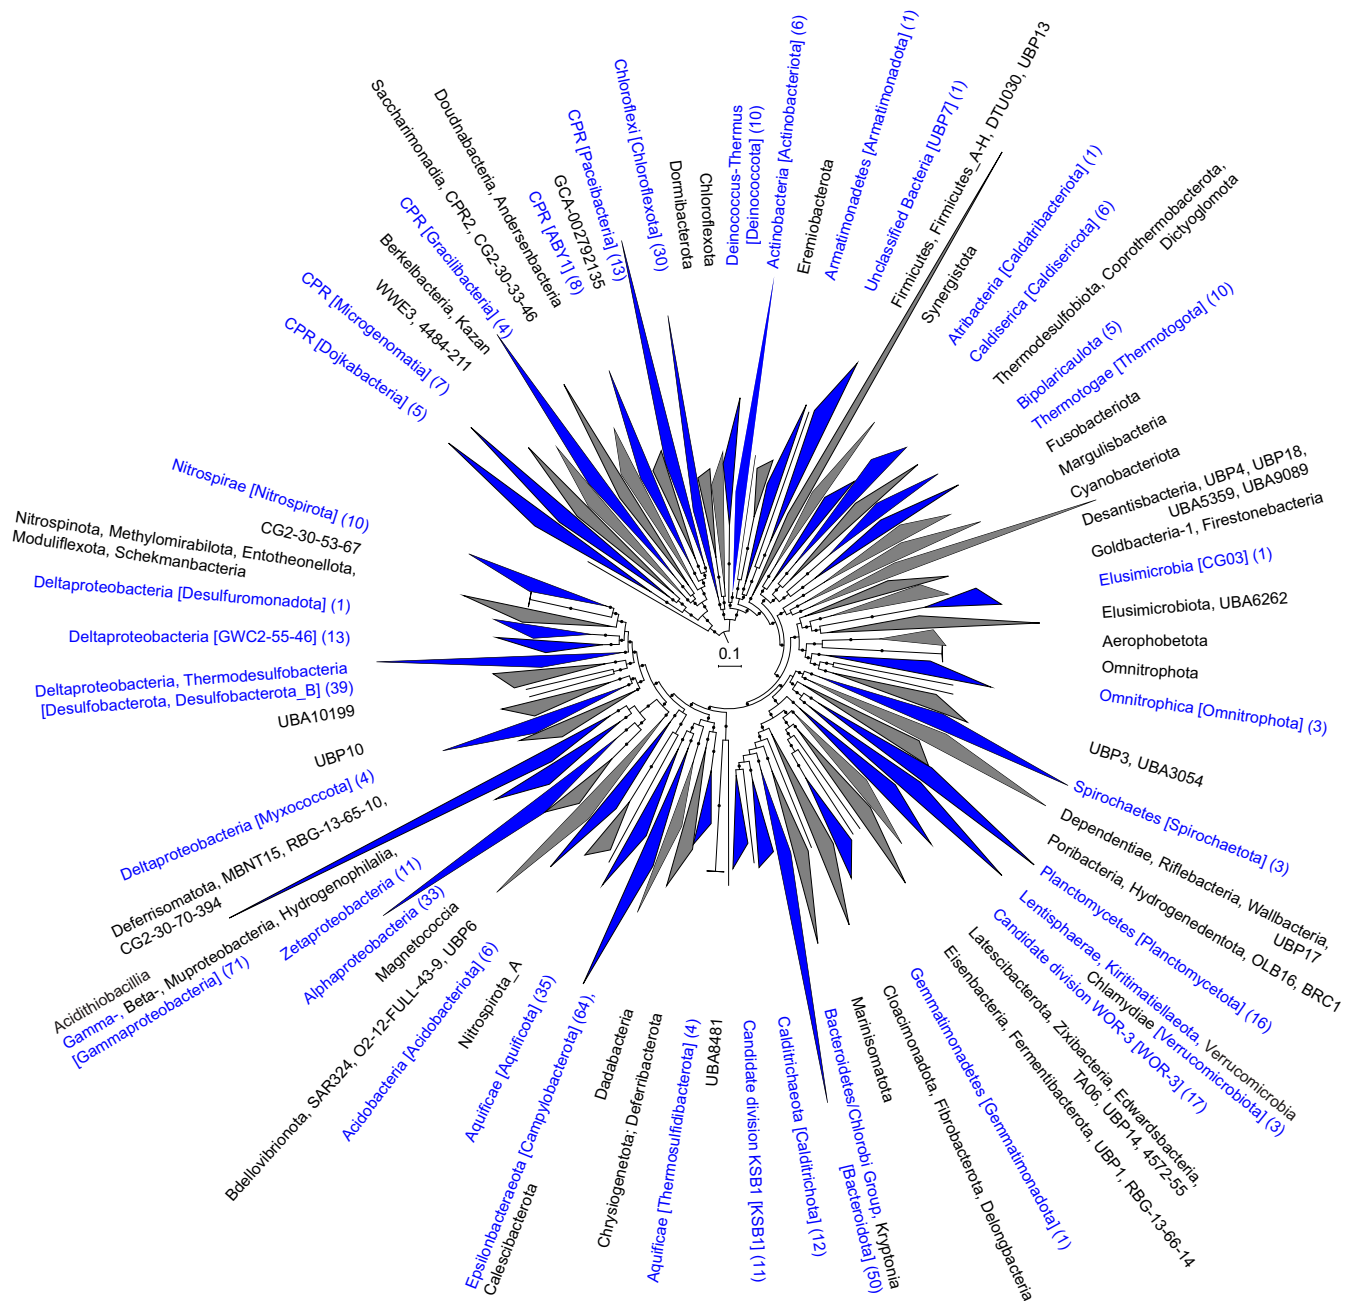 Saccharimonadia, CPR2, CG2-30-33-46
Doudnabacteria, Andersenbacteria
GCA-002792135
CPR [ABY1] (8)
CPR [Paceibacteria] (13)
Chloroflexi [Chloroflexota] (30)
Dormibacterota
Chloroflexota
Deinococcus-Thermus
[Deinococcota] (10)
Actinobacteria [Actinobacteriota] (6)
Eremiobacterota
Armatimonadetes [Armatimonadota] (1)
Unclassified Bacteria [UBP7] (1)
Firmicutes, Firmicutes_A-H, DTU030, UBP13
Synergistota
Atribacteria [Caldatribacteriota] (1)
Caldiserica [Caldisericota] (6)
Thermodesulfobiota, Coprothermobacterota,
Dictyoglomota
Bipolaricaulota (5)
Thermotogae [Thermotogota] (10)
Fusobacteriota
Margulisbacteria
Cyanobacteriota
Desantisbacteria, UBP4, UBP18,
UBA5359, UBA9089
Goldbacteria-1, Firestonebacteria
Elusimicrobia [CG03] (1)
Elusimicrobiota, UBA6262
Aerophobetota
Omnitrophota
Omnitrophica [Omnitrophota] (3)
UBP3, UBA3054
Spirochaetes [Spirochaetota] (3)
Dependentiae, Riflebacteria, Wallbacteria,
UBP17
Poribacteria, Hydrogenedentota, OLB16, BRC1
Planctomycetes [Planctomycetota] (16)
Lentisphaerae, Kiritimatiellaeota, Verrucomicrobia
Chlamydiae [Verrucomicrobiota] (3)
Candidate division WOR-3 [WOR-3] (17)
Latescibacterota, Zixibacteria, Edwardsbacteria,
TA06, UBP14, 4572-55
Eisenbacteria, Fermentibacterota, UBP1, RBG-13-66-14
Gemmatimonadetes [Gemmatimonadota] (1)
Cloacimonadota, Fibrobacterota, Delongbacteria
Marinisomatota
Bacteroidetes/Chlorobi Group, Kryptonia
[Bacteroidota] (50)
Calditrichaeota [Calditrichota] (12)
Candidate division KSB1 [KSB1] (11)
UBA8481
Aquificae [Thermosulfidibacterota] (4)
Chrysiogenetota; Deferribacterota
Dadabacteria
Calescibacterota
Epsilonbacteraeota [Campylobacterota] (64),
Aquificae [Aquificota] (35)
Nitrospirota_A
Acidobacteria [Acidobacteriota] (6)
Bdellovibrionota, SAR324, O2-12-FULL-43-9, UBP6
Magnetococcia
Alphaproteobacteria (33)
Zetaproteobacteria (11)
Gamma-, Beta-, Muproteobacteria, Hydrogenophilalia,
[Gammaproteobacteria] (71)
Acidithiobacillia
Deferrisomatota, MBNT15, RBG-13-65-10,
CG2-30-70-394
Deltaproteobacteria [Myxococcota] (4)
UBP10
UBA10199
Deltaproteobacteria, Thermodesulfobacteria
[Desulfobacterota, Desulfobacterota_B] (39)
Deltaproteobacteria [GWC2-55-46] (13)
Deltaproteobacteria [Desulfuromonadota] (1)
Nitrospinota, Methylomirabilota, Entotheonellota,
Moduliflexota, Schekmanbacteria
CG2-30-53-67
Nitrospirae [Nitrospirota] (10)
CPR [Dojkabacteria] (5)
CPR [Microgenomatia] (7)
WWE3, 4484-211
Berkelbacteria, Kazan
CPR [Gracilibacteria] (4)
0.1